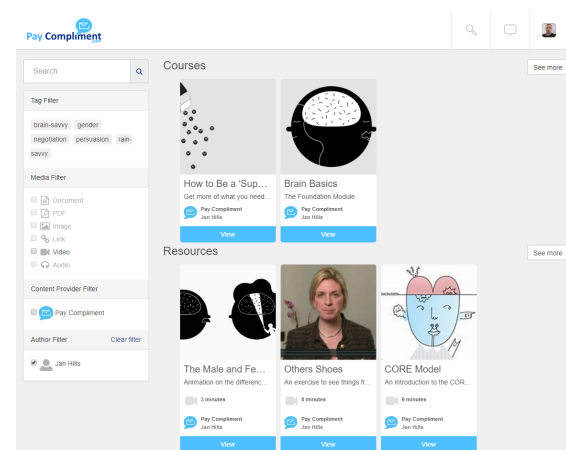 Pay Compliment
.com
Search
Tag Filter
brain-savvy gender
negotiation persuasion rain-
savvy
Media Filter
Document
PDF
Image
Link
Video
Audio
Content Provider Filter
Pay Compliment
Author Filter Clear filter
Jan Hills
Courses See more
How to Be a 'Sup...
Get more of what you need...
Pay Compliment
Jan Hills
View
Brain Basics
The Foundation Module
Pay Compliment
Jan Hills
View
Resources See more
The Male and Fe...
Animation on the differenc...
3 minutes
Pay Compliment
Jan Hills
View
Others Shoes
An exercise to see things fr...
8 minutes
Pay Compliment
Jan Hills
View
CORE Model
An introduction to the COR...
6 minutes
Pay Compliment
Jan Hills
View